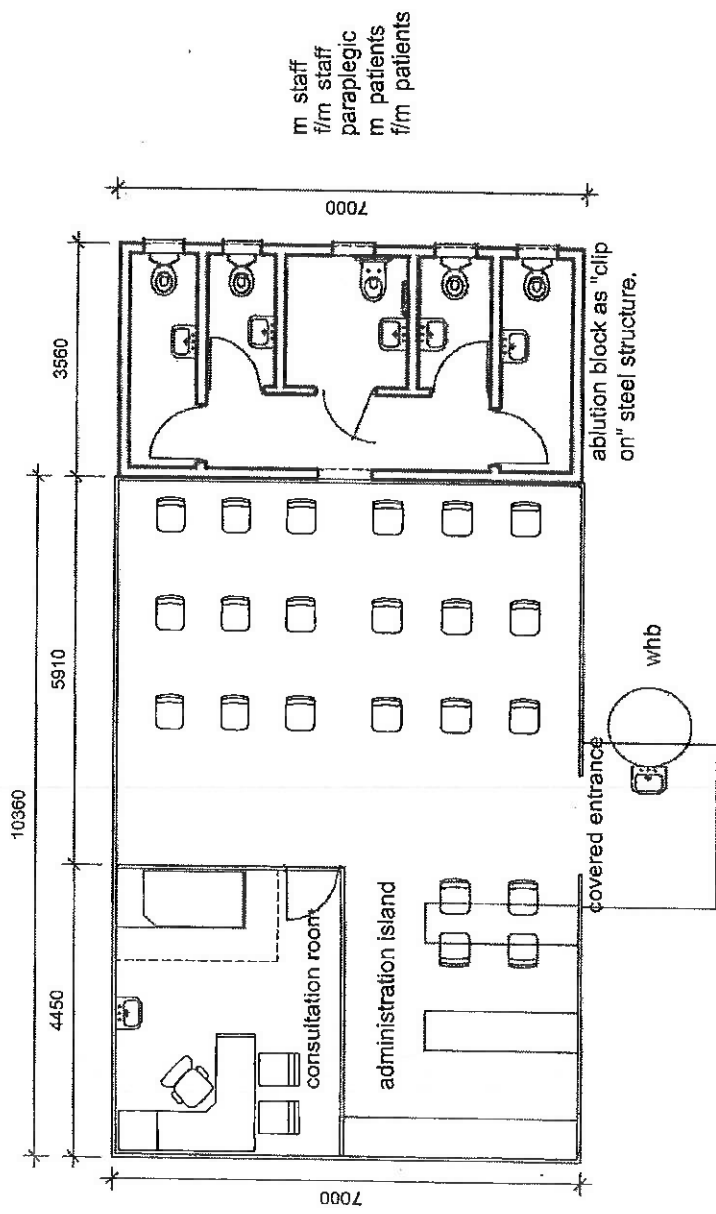 10360
4450
5910
3560
7000
7000
consultation room
administration island
covered entrance
whb
ablution block as "clip
on" steel structure.
m staff
f/m staff
paraplegic
m patients
f/m patients